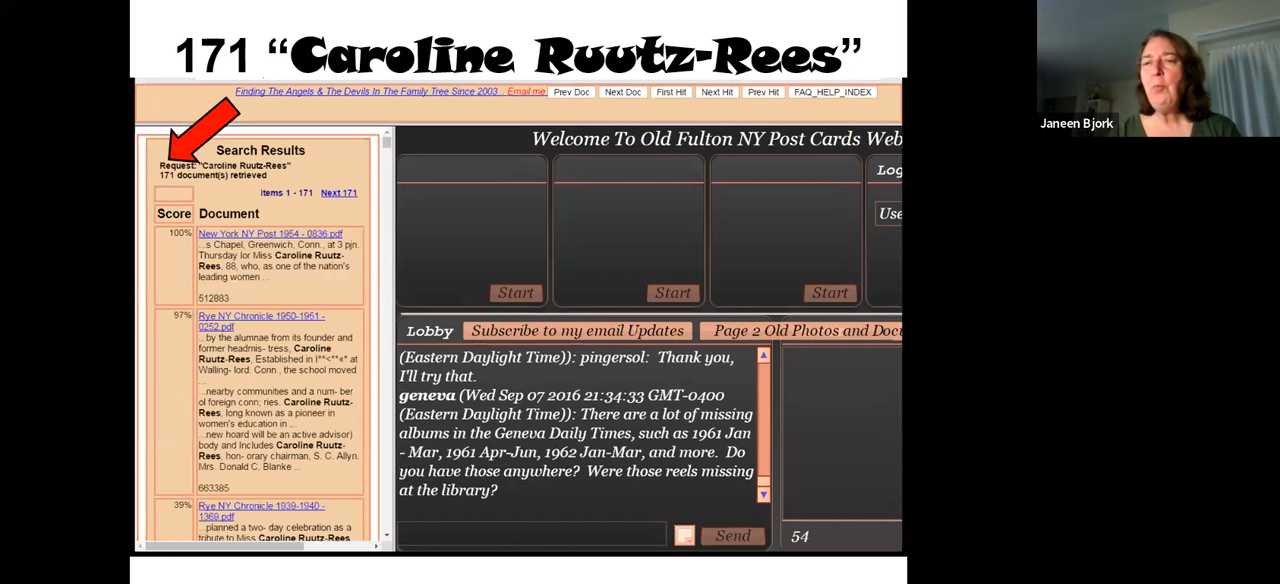 171 “Caroline Ruutz-Rees”
Finding The Angels & The Devils In The Family Tree Since 2003 .. Email me
Prev Doc Next Doc First Hit Next Hit Prev Hit FAQ_HELP_INDEX
Search Results
Request: "Caroline Ruutz-Rees"
171 document(s) retrieved
Items 1 - 171 Next 171
Score Document
100% New York NY Post 1954 - 0836.pdf
...s Chapel, Greenwich, Conn., at 3 pjn.
Thursday lor Miss Caroline Ruutz-
Rees, 88, who, as one of the nation's
leading women ...
512883
97% Rye NY Chronicle 1950-1951 -
0252.pdf
...by the alumnae from its founder and
former headmis- tress, Caroline
Ruutz-Rees, Established in I**<**«* at
Walling- lord. Conn., the school moved
...
...nearby communities and a num- ber
ol foreign conn; ries. Caroline Ruutz-
Rees, long known as a pioneer in
women's education in ...
...new hoard will be an active advisor)
body and Includes Caroline Ruutz-
Rees, hon- orary chairman, S. C. Allyn.
Mrs. Donald C. Blanke ...
663385
39% Rye NY Chronicle 1939-1940 -
1369.pdf
...planned a two- day celebration as a
tribute to Miss Caroline Ruutz-Rees
Welcome To Old Fulton NY Post Cards Web
Log
Use
Start Start Start
Lobby Subscribe to my email Updates Page 2 Old Photos and Docu
(Eastern Daylight Time)): pingersol: Thank you,
I'll try that.
geneva (Wed Sep 07 2016 21:34:33 GMT-0400
(Eastern Daylight Time)): There are a lot of missing
albums in the Geneva Daily Times, such as 1961 Jan
- Mar, 1961 Apr-Jun, 1962 Jan-Mar, and more. Do
you have those anywhere? Were those reels missing
at the library?
Send
54
Janeen Bjork